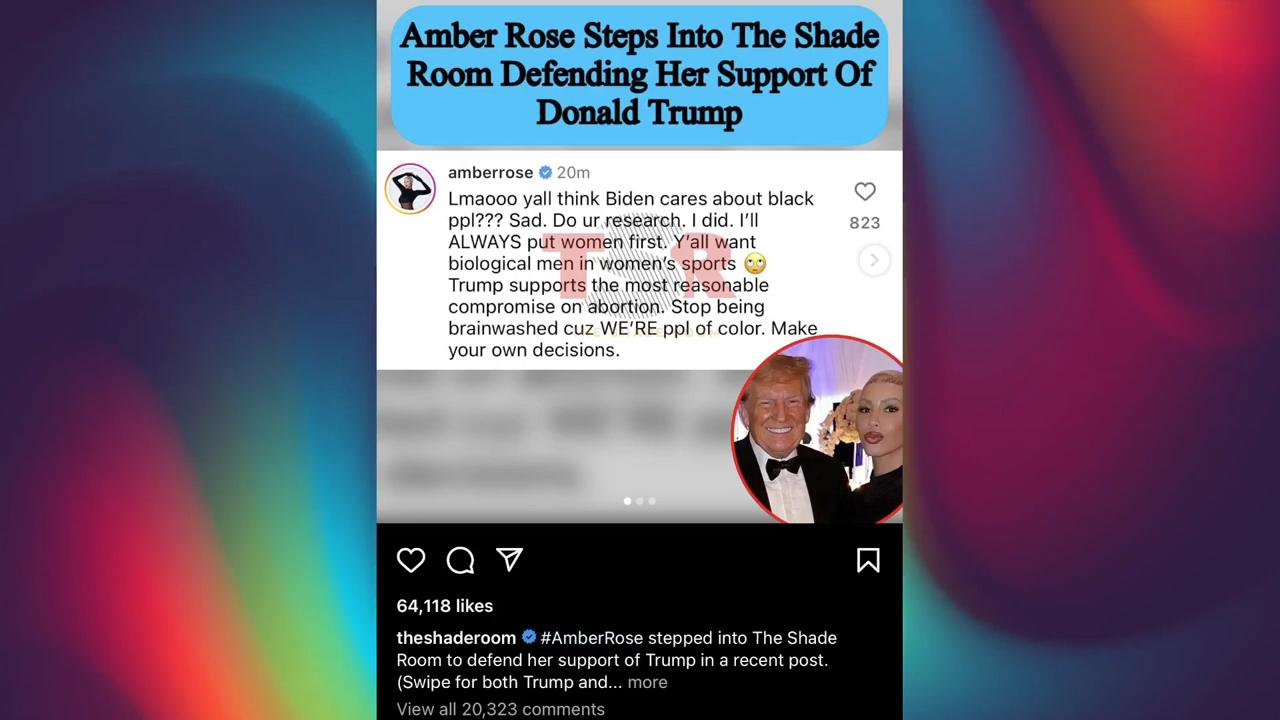 Amber Rose Steps Into The Shade
Room Defending Her Support Of
Donald Trump
amberrose 20m
Lmaooo yall think Biden cares about black
ppl??? Sad. Do ur research. I did. I’ll
ALWAYS put women first. Y’all want
biological men in women’s sports 🙄
Trump supports the most reasonable
compromise on abortion. Stop being
brainwashed cuz WE’RE ppl of color. Make
your own decisions.
823
TSR
64,118 likes
theshaderoom #AmberRose stepped into The Shade
Room to defend her support of Trump in a recent post.
(Swipe for both Trump and... more
View all 20,323 comments